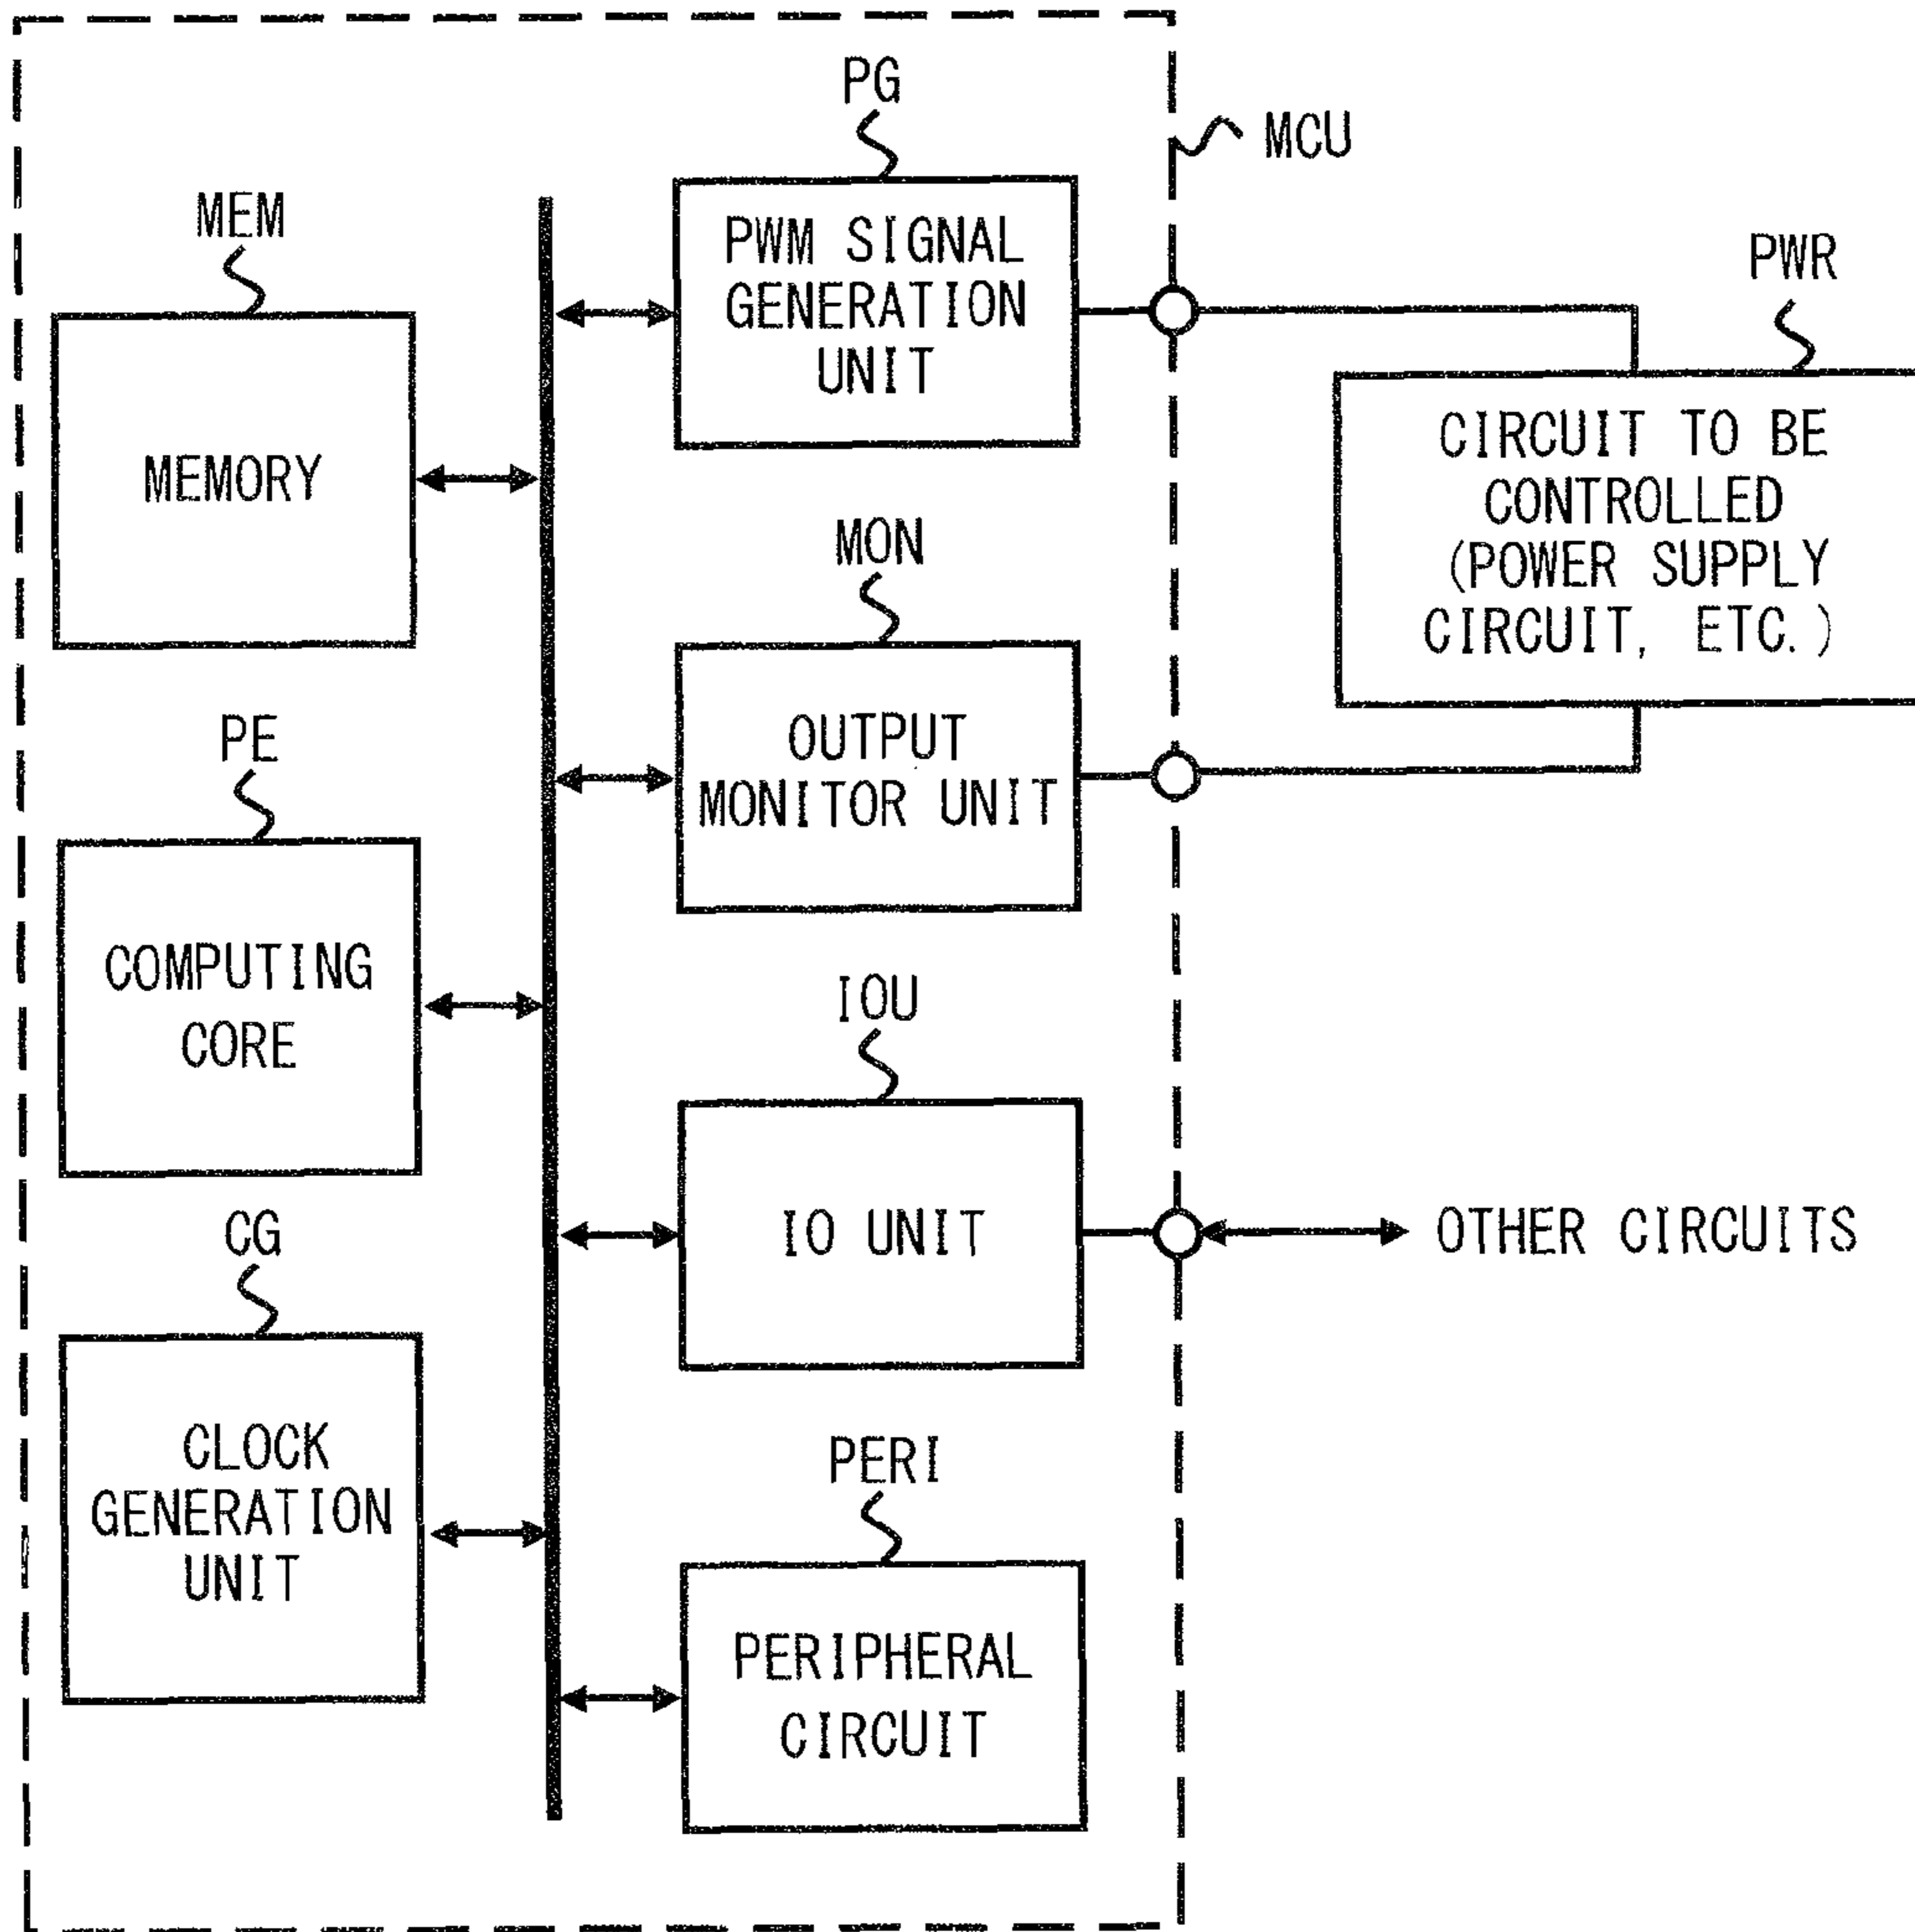 PG
MCU
MEM
PWM SIGNAL
GENERATION
UNIT
PWR
MEMORY
CIRCUIT TO BE
CONTROLLED
(POWER SUPPLY
CIRCUIT, ETC.)
MON
OUTPUT
MONITOR UNIT
PE
COMPUTING
CORE
IOU
IO UNIT
OTHER CIRCUITS
CG
CLOCK
GENERATION
UNIT
PERI
PERIPHERAL
CIRCUIT